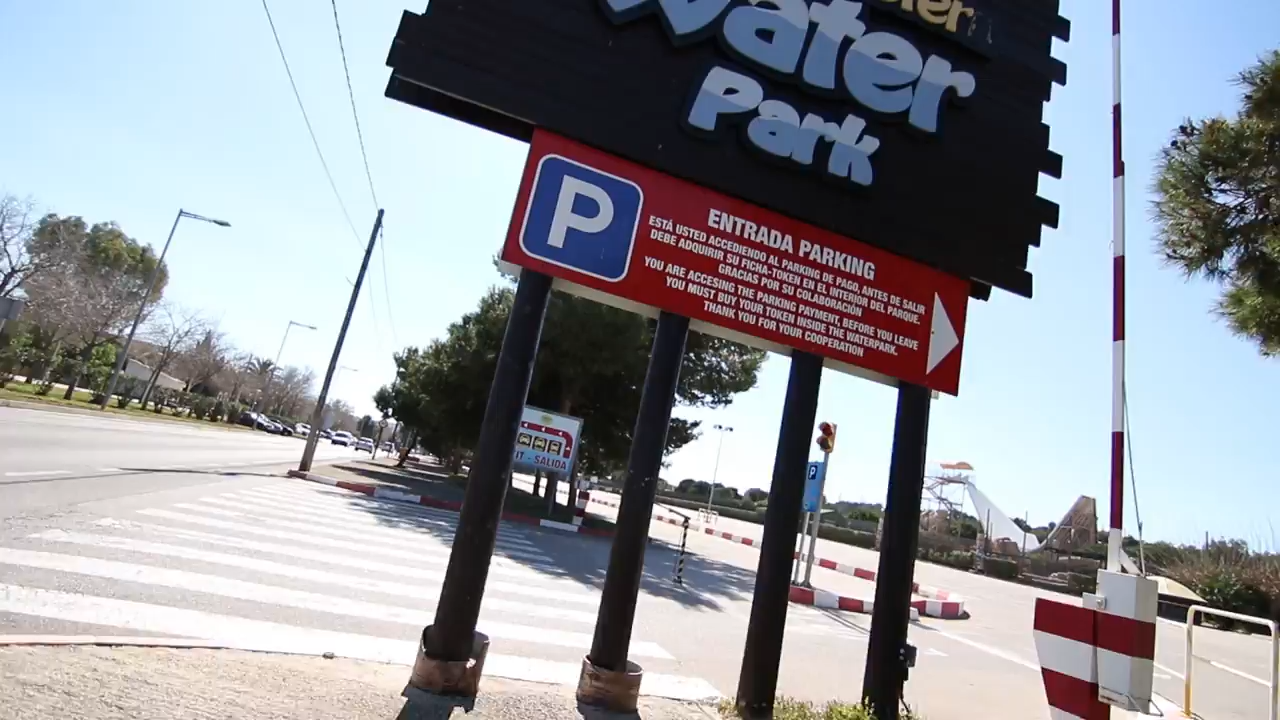 Water
Park
P
ENTRADA PARKING
ESTÁ USTED ACCEDIENDO AL PARKING DE PAGO, ANTES DE SALIR
DEBE ADQUIRIR SU FICHA-TOKEN EN EL INTERIOR DEL PARQUE.
GRACIAS POR SU COLABORACIÓN
YOU ARE ACCESING THE PARKING PAYMENT, BEFORE YOU LEAVE
YOU MUST BUY YOUR TOKEN INSIDE THE WATERPARK.
THANK YOU FOR YOUR COOPERATION
IT - SALIDA
P